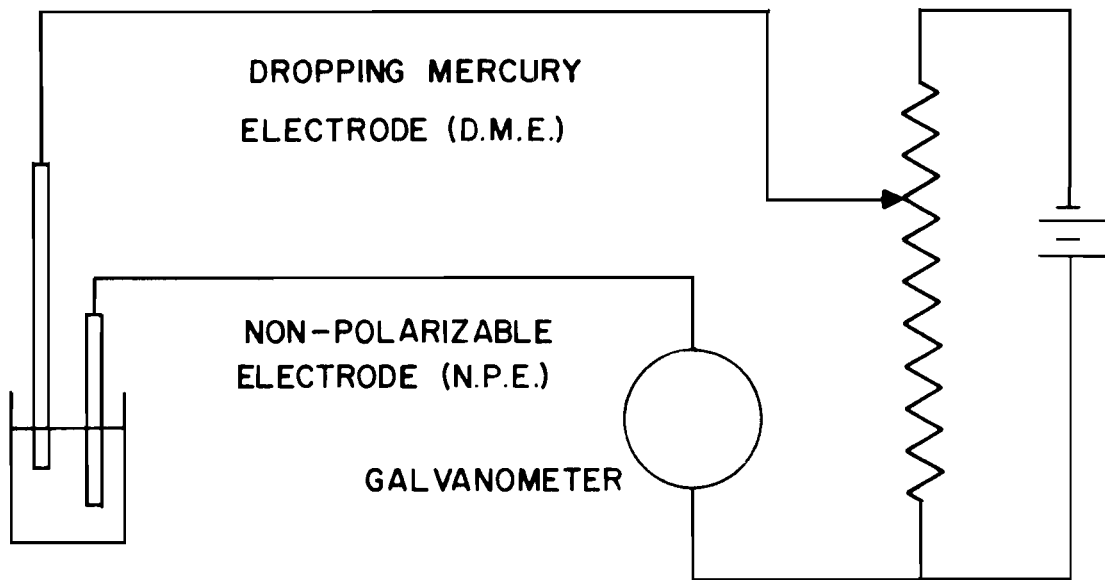 DROPPING MERCURY
ELECTRODE (D.M.E.)
NON-POLARIZABLE
ELECTRODE (N.P.E.)
GALVANOMETER